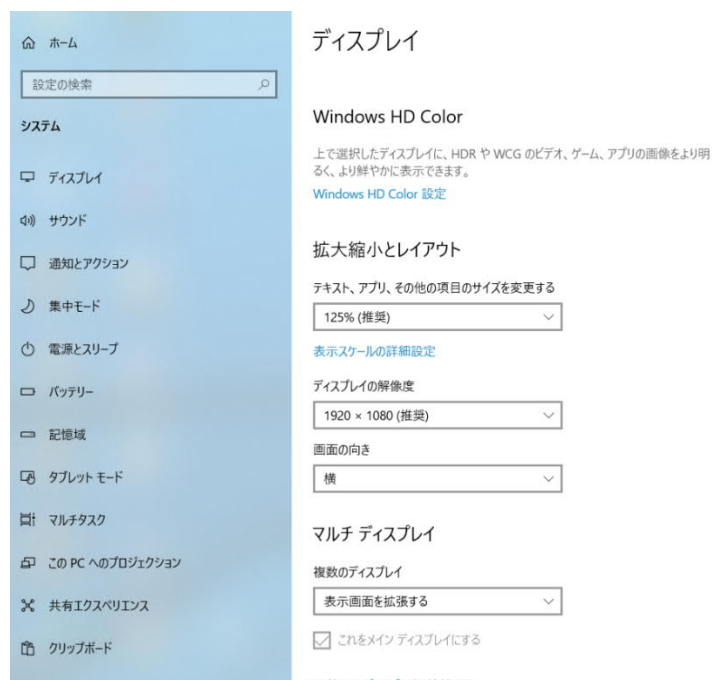 ホーム
設定の検索
システム
ディスプレイ
サウンド
通知とアクション
集中モード
電源とスリープ
バッテリー
記憶域
タブレット モード
マルチタスク
この PC へのプロジェクション
共有エクスペリエンス
クリップボード
ディスプレイ
Windows HD Color
上で選択したディスプレイに、HDR や WCG のビデオ、ゲーム、アプリの画像をより明
るく、より鮮やかに表示できます。
Windows HD Color 設定
拡大縮小とレイアウト
テキスト、アプリ、その他の項目のサイズを変更する
125% (推奨)
表示スケールの詳細設定
ディスプレイの解像度
1920 × 1080 (推奨)
画面の向き
横
マルチ ディスプレイ
複数のディスプレイ
表示画面を拡張する
これをメイン ディスプレイにする